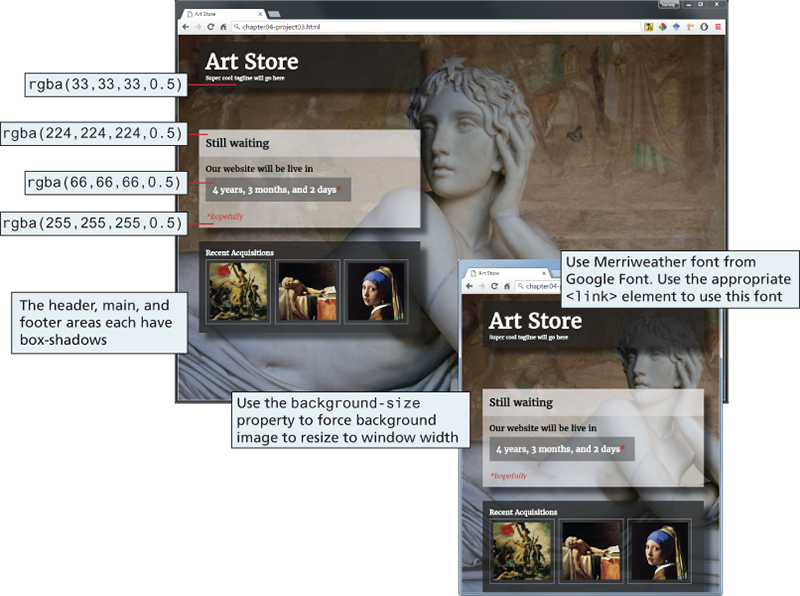 Art Store
chapter04-project03.html
Art Store
Super cool tagline will go here
rgba(33,33,33,0.5)
rgba(224,224,224,0.5)
Still waiting
Our website will be live in
rgba(66,66,66,0.5)
4 years, 3 months, and 2 days*
rgba(255,255,255,0.5)
*hopefully
Recent Acquisitions
The header, main, and
footer areas each have
box-shadows
Use Merriweather font from
Google Font. Use the appropriate
<link> element to use this font
Use the background-size
property to force background
image to resize to window width
Art Store
Art Store
Super cool tagline will go here
Still waiting
Our website will be live in
4 years, 3 months, and 2 days*
*hopefully
Recent Acquisitions